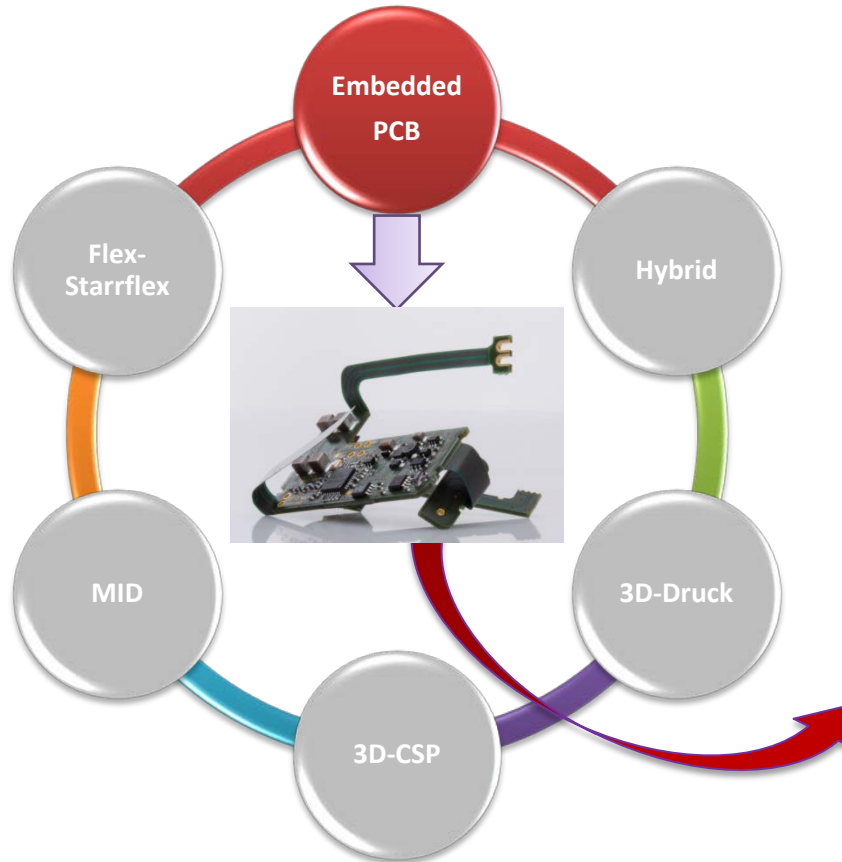 Embedded
PCB
Flex-
Starrflex
Hybrid
MID
3D-Druck
3D-CSP